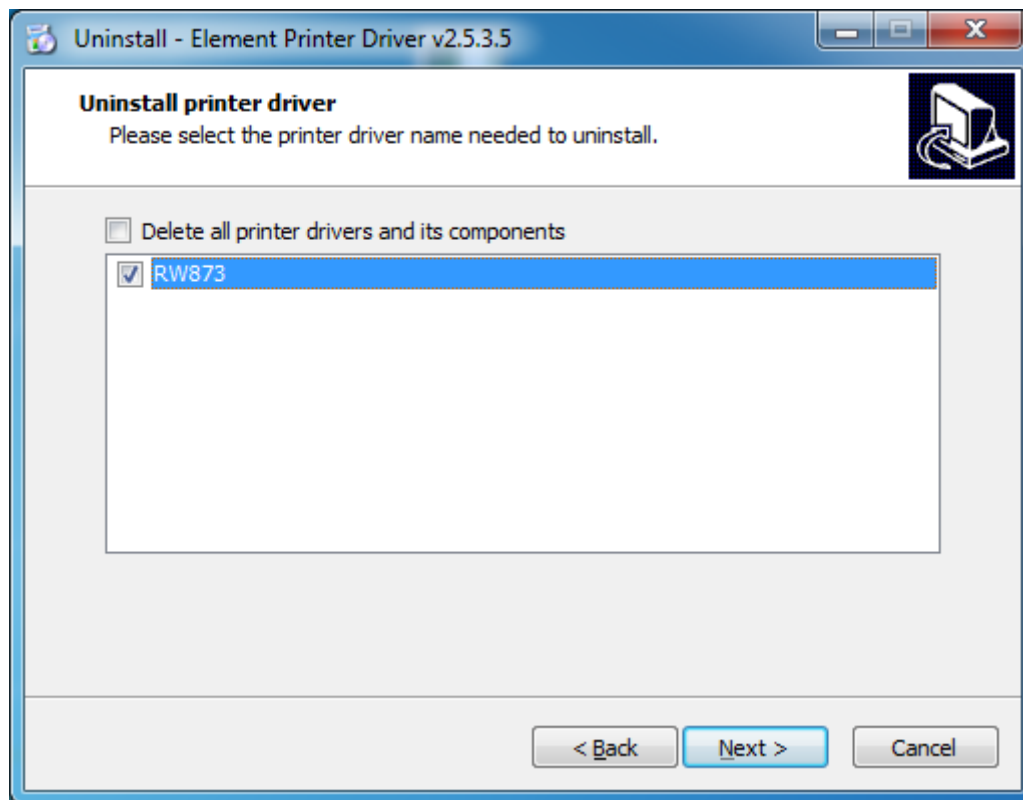 Uninstall - Element Printer Driver v2.5.3.5
Uninstall printer driver
Please select the printer driver name needed to uninstall.
Delete all printer drivers and its components
RW873
< Back
Next >
Cancel